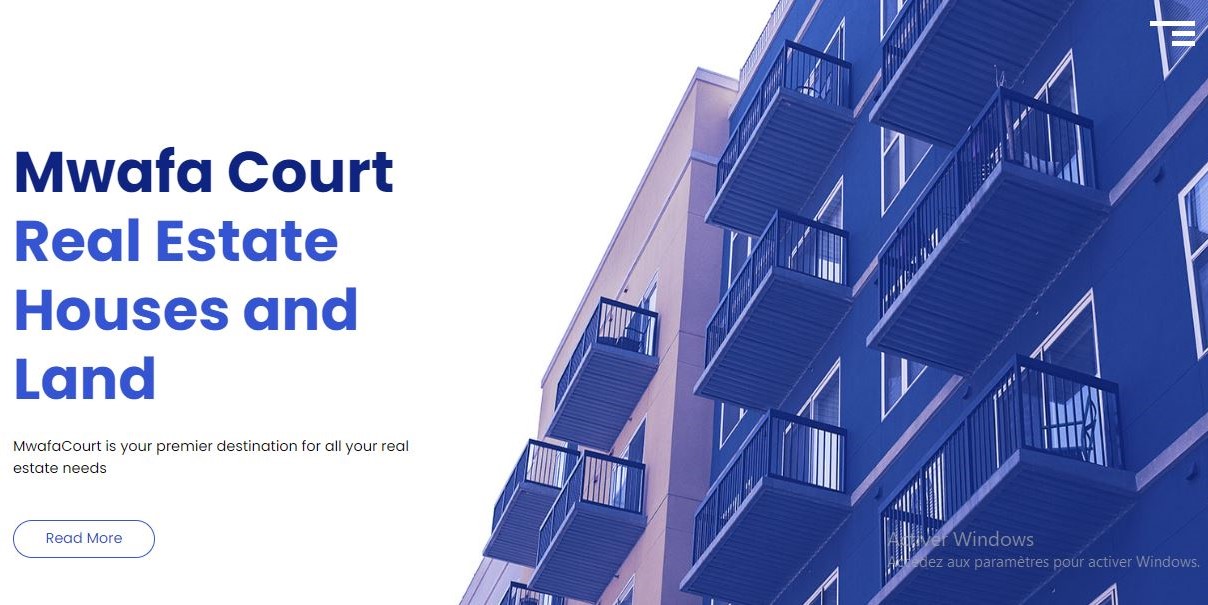 Mwafa Court
Real Estate
Houses and
Land
MwafaCourt is your premier destination for all your real
estate needs
Read More
Activer Windows
Accédez aux paramètres pour activer Windows.